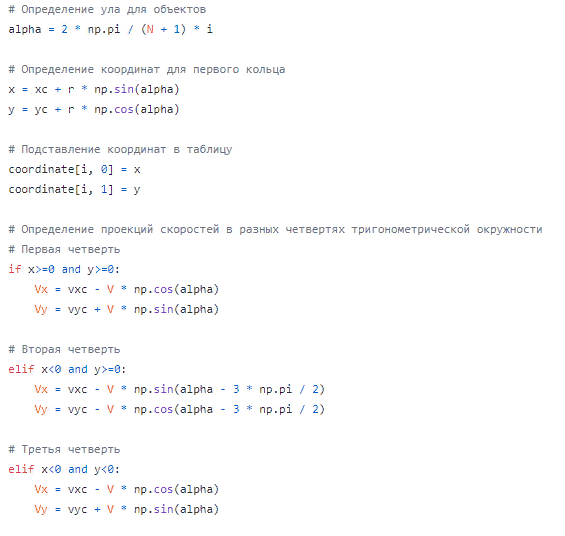 # Определение ула для объектов
alpha = 2 * np.pi / (N + 1) * i
# Определение координат для первого кольца
x = xc + r * np.sin(alpha)
y = yc + r * np.cos(alpha)
# Подставление координат в таблицу
coordinate[i, 0] = x
coordinate[i, 1] = y
# Определение проекций скоростей в разных четвертях тригонометрической окружности
# Первая четверть
if x>=0 and y>=0:
    Vx = vxc - V * np.cos(alpha)
    Vy = vyc + V * np.sin(alpha)
# Вторая четверть
elif x<0 and y>=0:
    Vx = vxc - V * np.sin(alpha - 3 * np.pi / 2)
    Vy = vyc - V * np.cos(alpha - 3 * np.pi / 2)
# Третья четверть
elif x<0 and y<0:
    Vx = vxc - V * np.cos(alpha)
    Vy = vyc + V * np.sin(alpha)